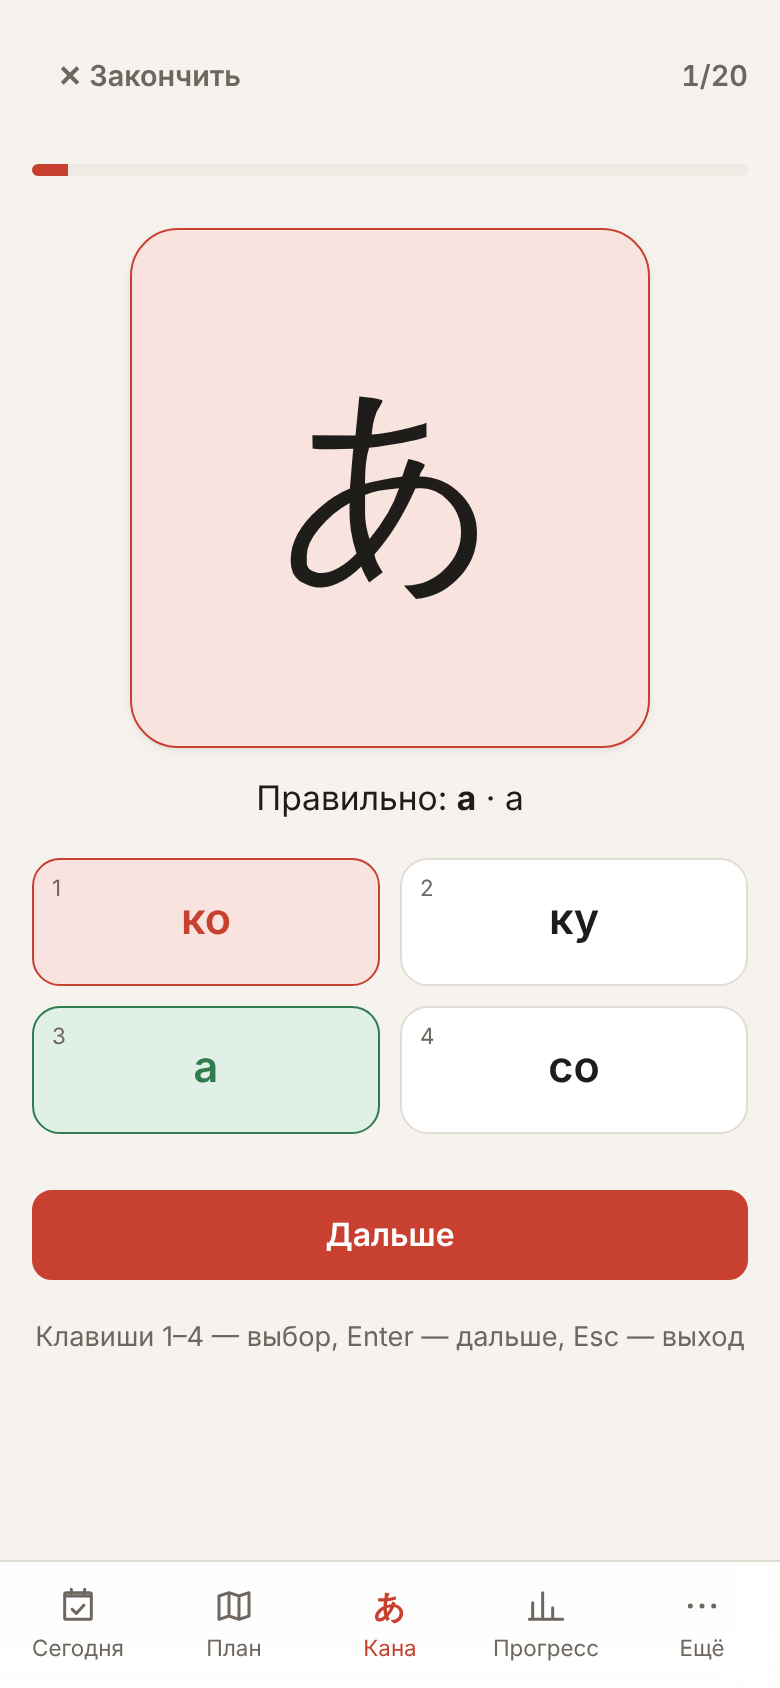 ✕ Закончить 1/20
あ
Правильно: a · а
1 ко
2 ку
3 а
4 со
Дальше
Клавиши 1–4 — выбор, Enter — дальше, Esc — выход
Сегодня План あ Кана Прогресс Ещё